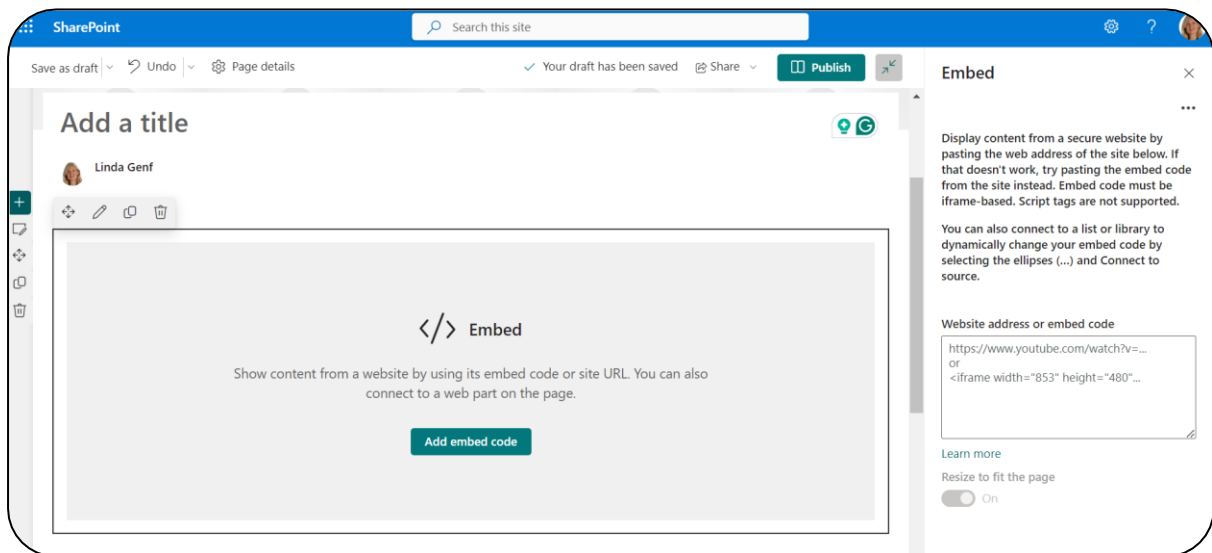 SharePoint
Search this site
?
Save as draft
Undo
Page details
Your draft has been saved
Share
Publish
Add a title
Linda Genf
</> Embed
Show content from a website by using its embed code or site URL. You can also
connect to a web part on the page.
Add embed code
Embed
Display content from a secure website by
pasting the web address of the site below. If
that doesn't work, try pasting the embed code
from the site instead. Embed code must be
iframe-based. Script tags are not supported.
You can also connect to a list or library to
dynamically change your embed code by
selecting the ellipses (...) and Connect to
source.
Website address or embed code
https://www.youtube.com/watch?v=...
or
<iframe width="853" height="480"...
Learn more
Resize to fit the page
On